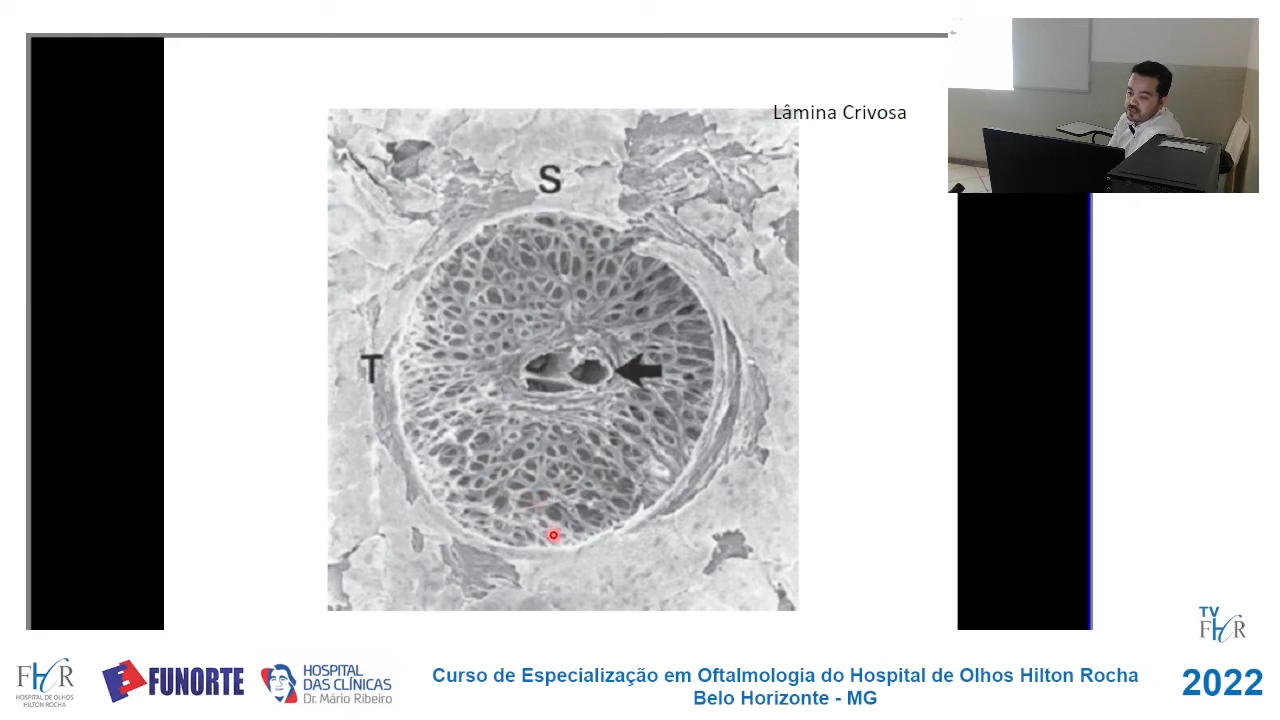 Lâmina Crivosa
S
T
TV
FHR
FHR
HOSPITAL DE OLHOS
HILTON ROCHA
FUNORTE
HOSPITAL
DAS CLÍNICAS
Dr. Mário Ribeiro
Curso de Especialização em Oftalmologia do Hospital de Olhos Hilton Rocha
Belo Horizonte - MG
2022